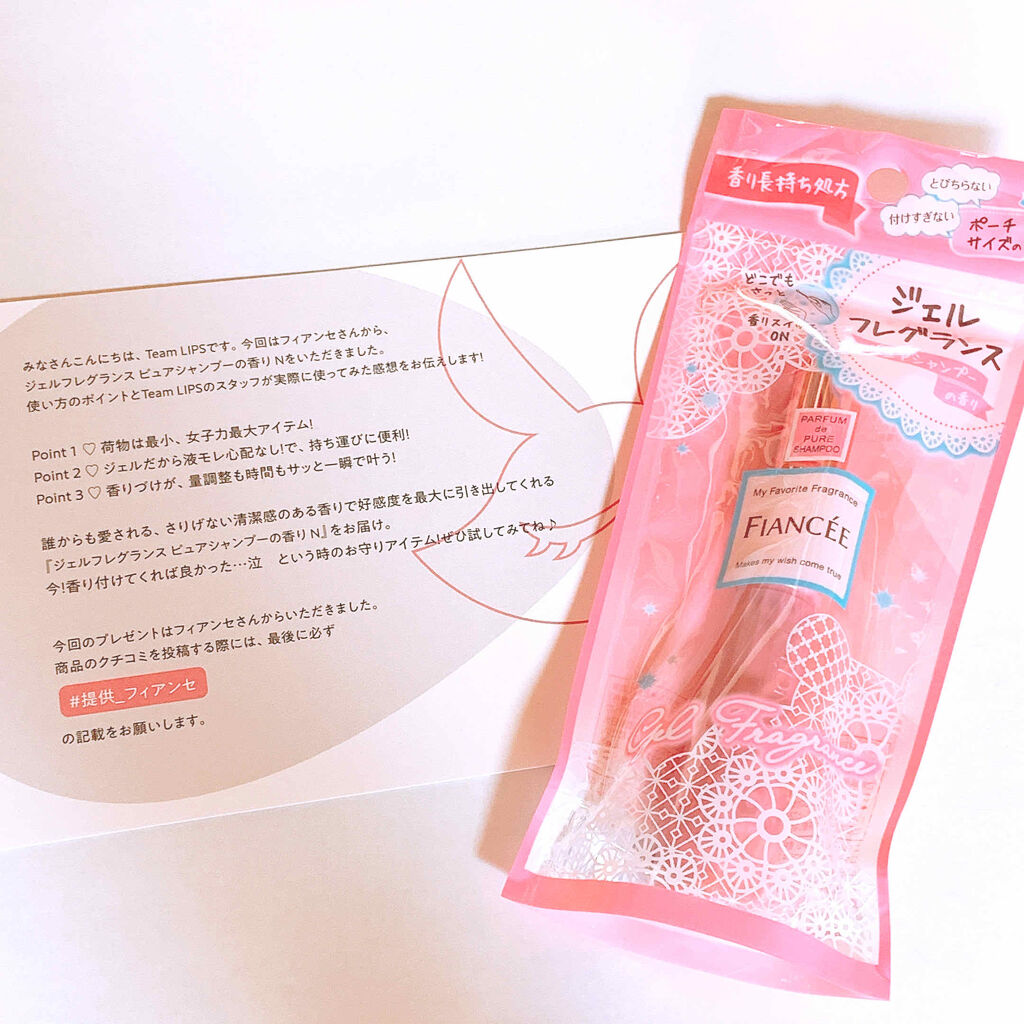 みなさんこんにちは、Team LIPSです。今回はフィアンセさんから、
ジェルフレグランス ピュアシャンプーの香り Nをいただきました。
使い方のポイントとTeam LIPSのスタッフが実際に使ってみた感想をお伝えします!
Point 1 ♡ 荷物は最小、女子力最大アイテム!
Point 2 ♡ ジェルだから液モレ心配なし!で、持ち運びに便利!
Point 3 ♡ 香りづけが、量調整も時間もサッと一瞬で叶う!
誰からも愛される、さりげない清潔感のある香りで好感度を最大に引き出してくれる
『ジェルフレグランス ピュアシャンプーの香り N』をお届け。
今!香り付けてくれば良かった…泣 という時のお守りアイテム!ぜひ試してみてね♪
今回のプレゼントはフィアンセさんからいただきました。
商品のクチコミを投稿する際には、最後に必ず
#提供_フィアンセ
の記載をお願いします。
香り長持ち処方
とびちらない
付けすぎない
ポーチ
サイズの
どこでも
さっと
香りスイ
ON
ジェル
フレグランス
シャンプー
の香り
PARFUM
de
PURE
SHAMPOO
My Favorite Fragrance
FIANCÉE
Makes my wish come true
Gel Fragrance